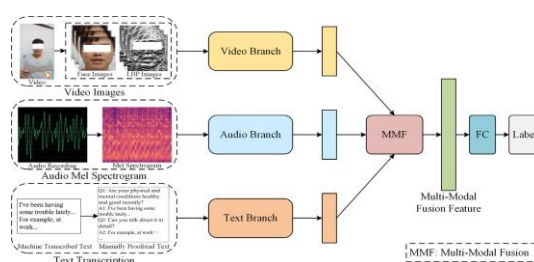 Video
Face Images
LBP Images
Video Images
Video Branch
Audio Recording
Mel Spectrogram
Audio Mel Spectrogram
Audio Branch
MMF
FC
Label
Multi-Modal
Fusion Feature
I've been having
some trouble lately...
For example, at
work...
Machine Transcribed Text
Q1: Are your physical and
mental conditions healthy
and good recently?
A1: I've been having some
trouble lately...
Q2: Can you talk about it in
detail?
A2: For example, at work···
...
Manually Proofread Text
Text Transcription
Text Branch
MMF: Multi-Modal Fusion